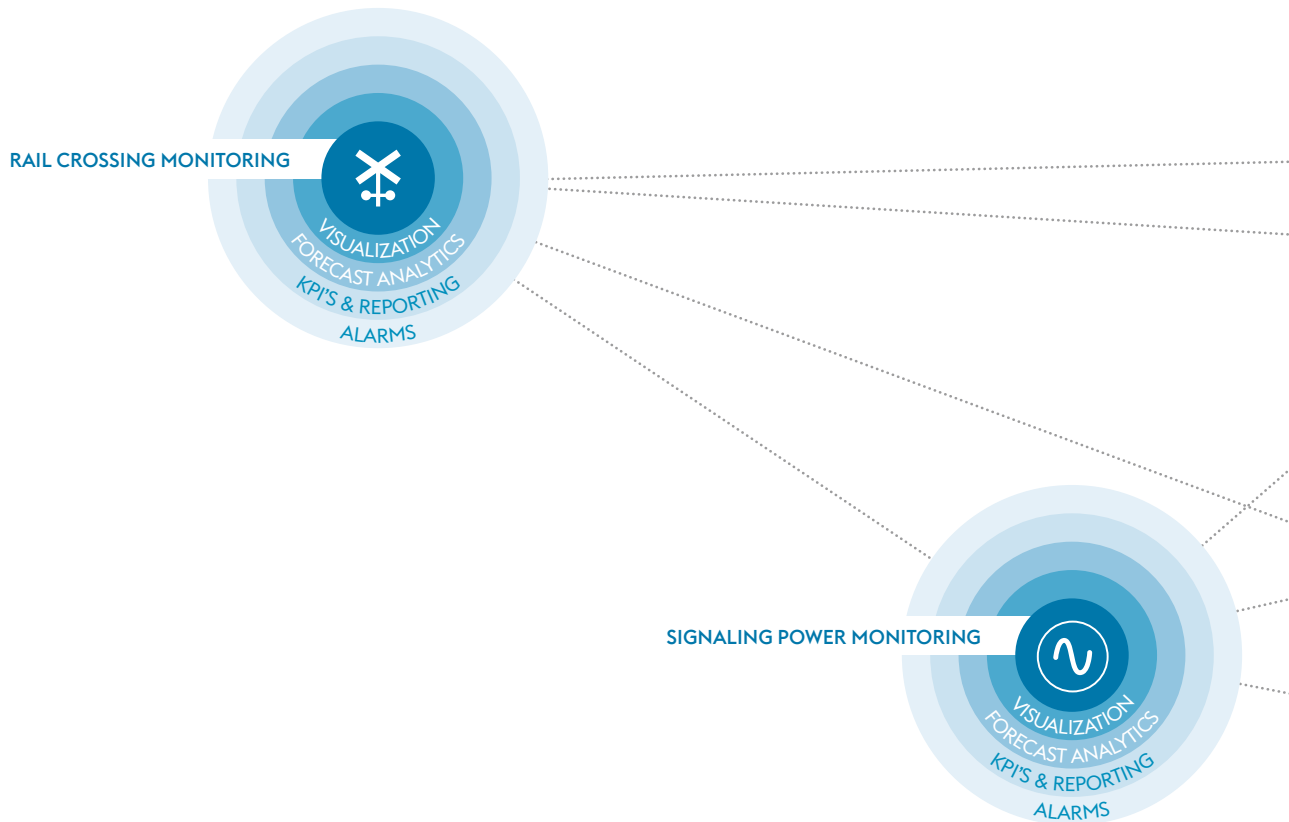 RAIL CROSSING MONITORING
VISUALIZATION
FORECAST ANALYTICS
KPI'S & REPORTING
ALARMS
SIGNALING POWER MONITORING
VISUALIZATION
FORECAST ANALYTICS
KPI'S & REPORTING
ALARMS